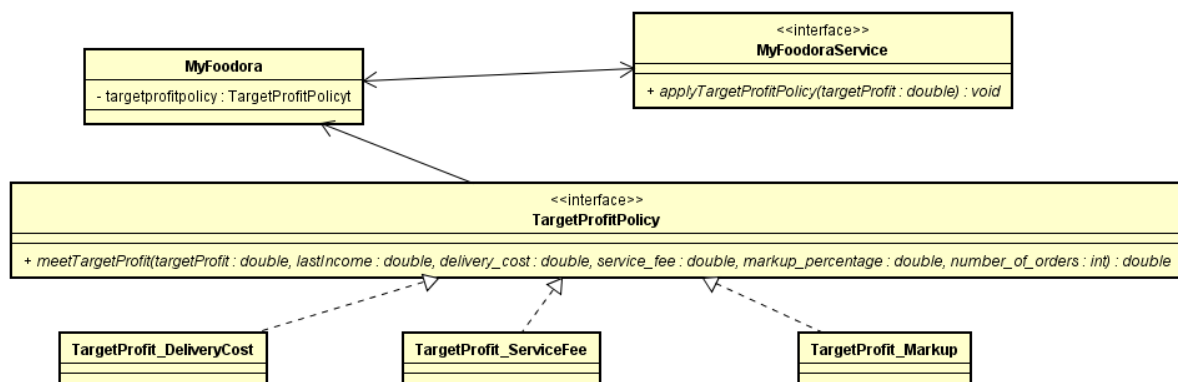 <<interface>>
MyFoodoraService
MyFoodora
- targetprofitpolicy : TargetProfitPolicyt
+ applyTargetProfitPolicy(targetProfit : double) : void
<<interface>>
TargetProfitPolicy
+ meetTargetProfit(targetProfit : double, lastIncome : double, delivery_cost : double, service_fee : double, markup_percentage : double, number_of_orders : int) : double
TargetProfit_DeliveryCost
TargetProfit_ServiceFee
TargetProfit_Markup